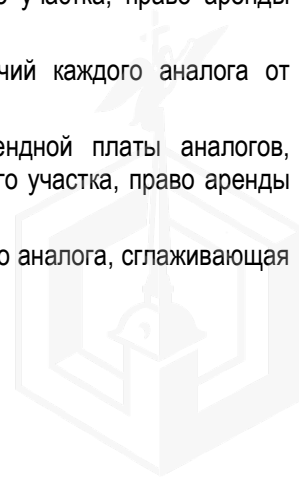 участка, право аренды
чий каждого аналога от
ендной платы аналогов,
го участка, право аренды
о аналога, сглаживающая